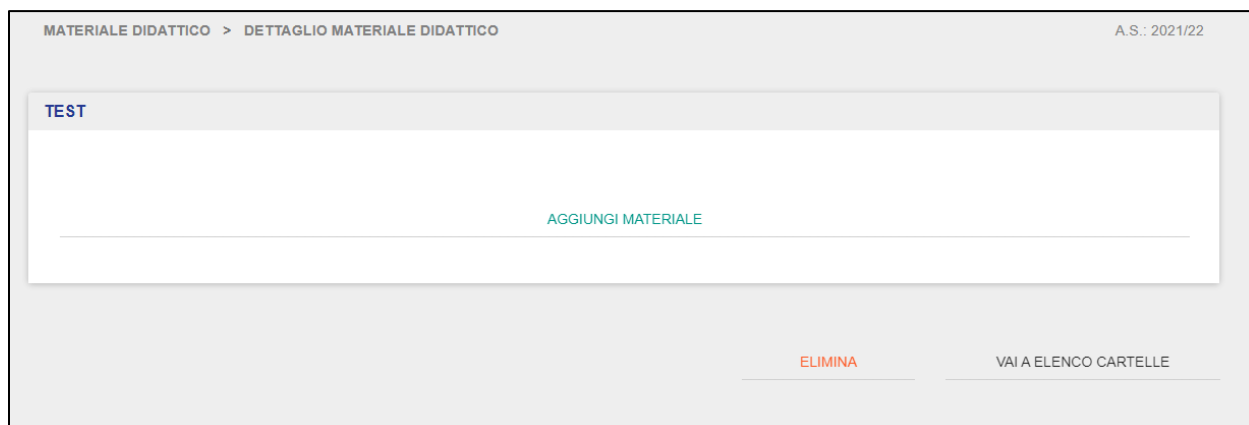 MATERIALE DIDATTICO > DETTAGLIO MATERIALE DIDATTICO
A.S.: 2021/22
TEST
AGGIUNGI MATERIALE
ELIMINA
VAI A ELENCO CARTELLE